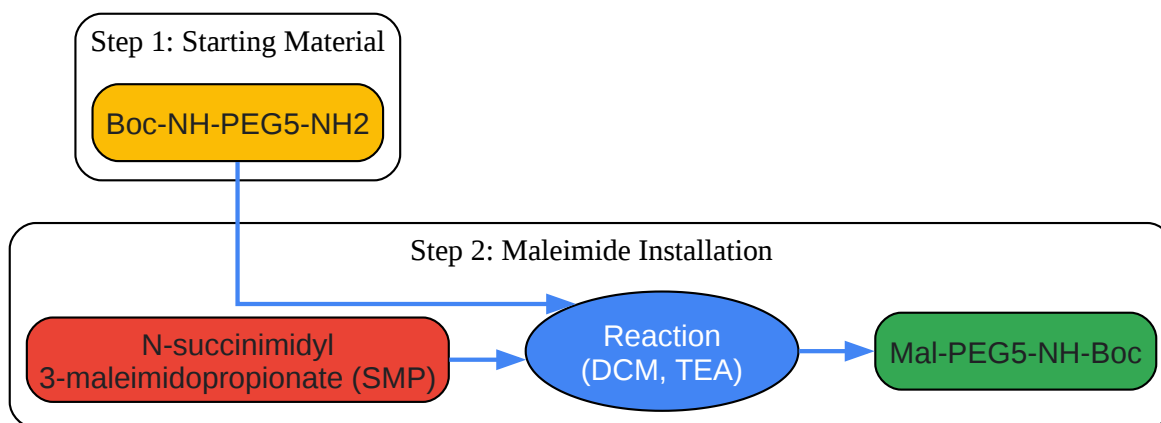 Step 1: Starting Material
Boc-NH-PEG5-NH2
Step 2: Maleimide Installation
N-succinimidyl
3-maleimidopropionate (SMP)
Reaction
(DCM, TEA)
Mal-PEG5-NH-Boc